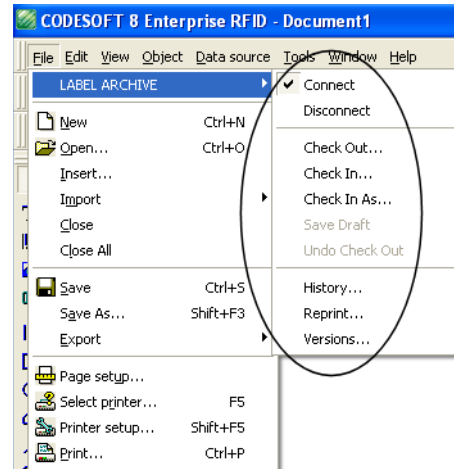 CODESOFT 8 Enterprise RFID - Document1
File Edit View Object Data source Tools Window Help
LABEL ARCHIVE
New Ctrl+N
Open... Ctrl+O
Insert...
Import
Close
Close All
Save Ctrl+S
Save As... Shift+F3
Export
Page setup...
Select printer... F5
Printer setup... Shift+F5
Print... Ctrl+P
Connect
Disconnect
Check Out...
Check In...
Check In As...
Save Draft
Undo Check Out
History...
Reprint...
Versions...